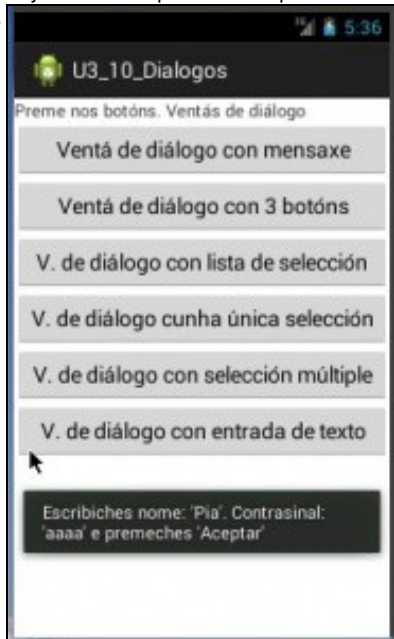 5:36
U3_10_Dialogos
Preme nos botóns. Ventás de diálogo
Ventá de diálogo con mensaxe
Ventá de diálogo con 3 botóns
V. de diálogo con lista de selección
V. de diálogo cunha única selección
V. de diálogo con selección múltiple
V. de diálogo con entrada de texto
Escribiches nome: 'Pia'. Contrasinal:
'aaaa' e premeches 'Aceptar'